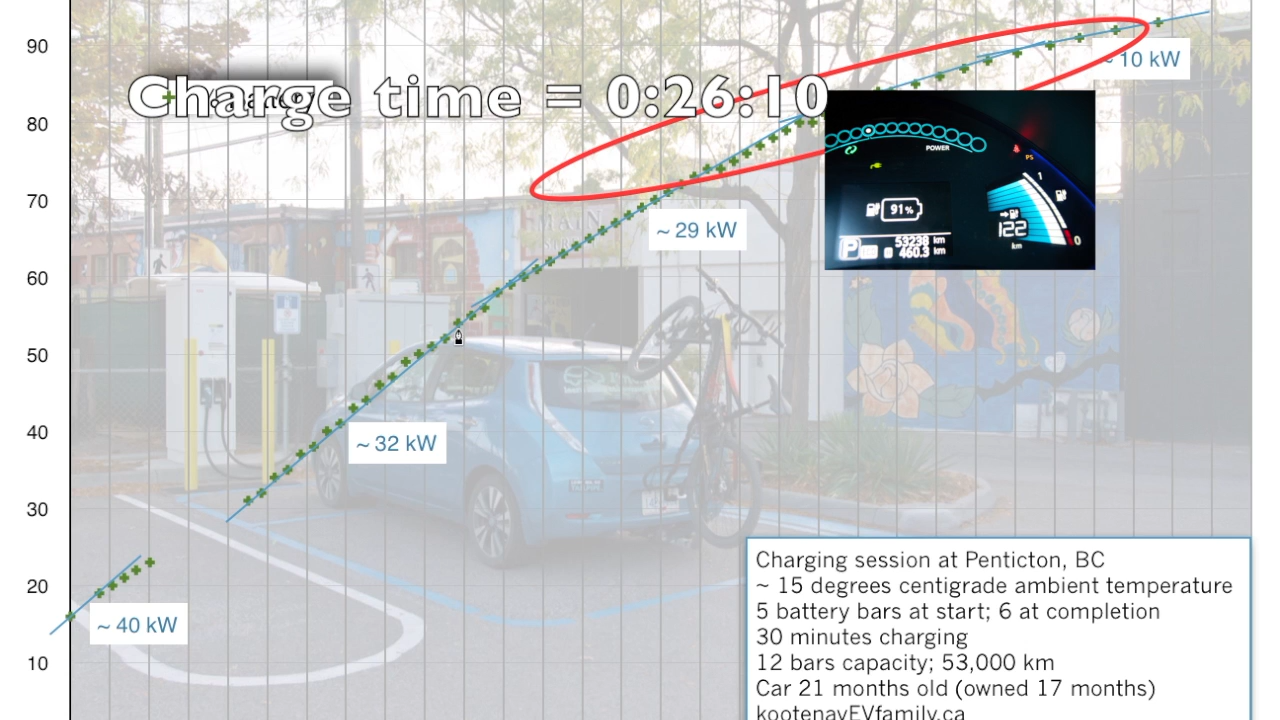 90
~ 10 kW
Charge time = 0:26:10
80
POWER
PS
1
91%
122
km
0
53238 km
460.3 km
P
70
~ 29 kW
60
50
40
~ 32 kW
30
20
~ 40 kW
10
Charging session at Penticton, BC
~ 15 degrees centigrade ambient temperature
5 battery bars at start; 6 at completion
30 minutes charging
12 bars capacity; 53,000 km
Car 21 months old (owned 17 months)
kootenayEVfamily.ca